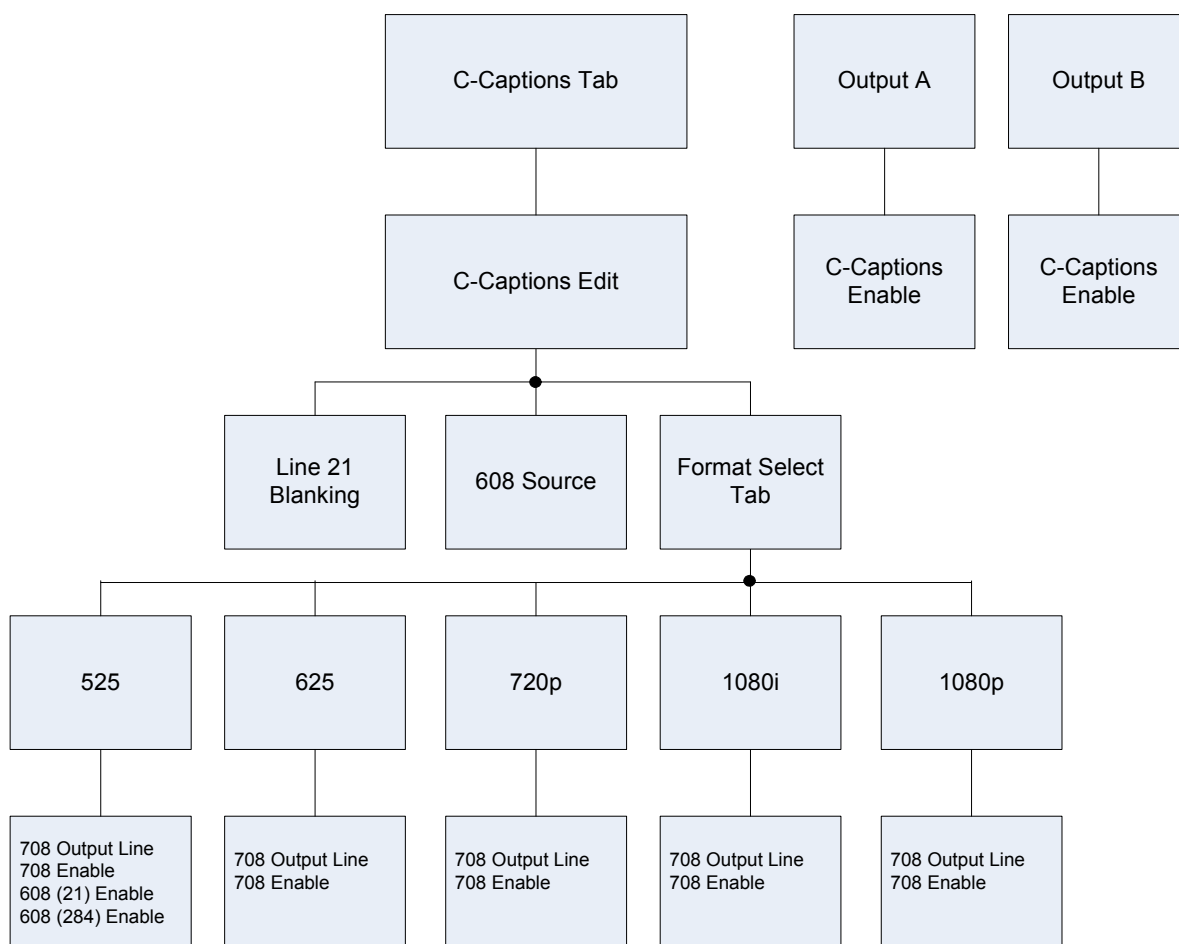 C-Captions Tab
Output A
Output B
C-Captions Edit
C-Captions
Enable
C-Captions
Enable
Line 21
Blanking
608 Source
Format Select
Tab
525
625
720p
1080i
1080p
708 Output Line
708 Enable
608 (21) Enable
608 (284) Enable
708 Output Line
708 Enable
708 Output Line
708 Enable
708 Output Line
708 Enable
708 Output Line
708 Enable